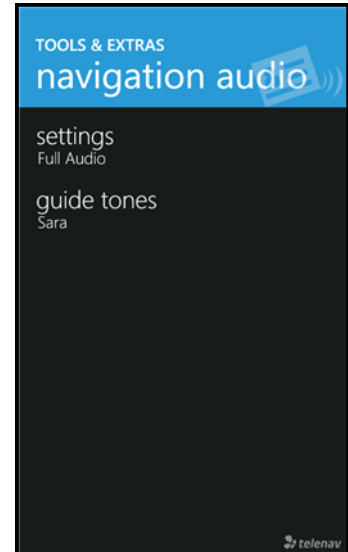 TOOLS & EXTRAS
navigation audio
settings
Full Audio
guide tones
Sara
telenav